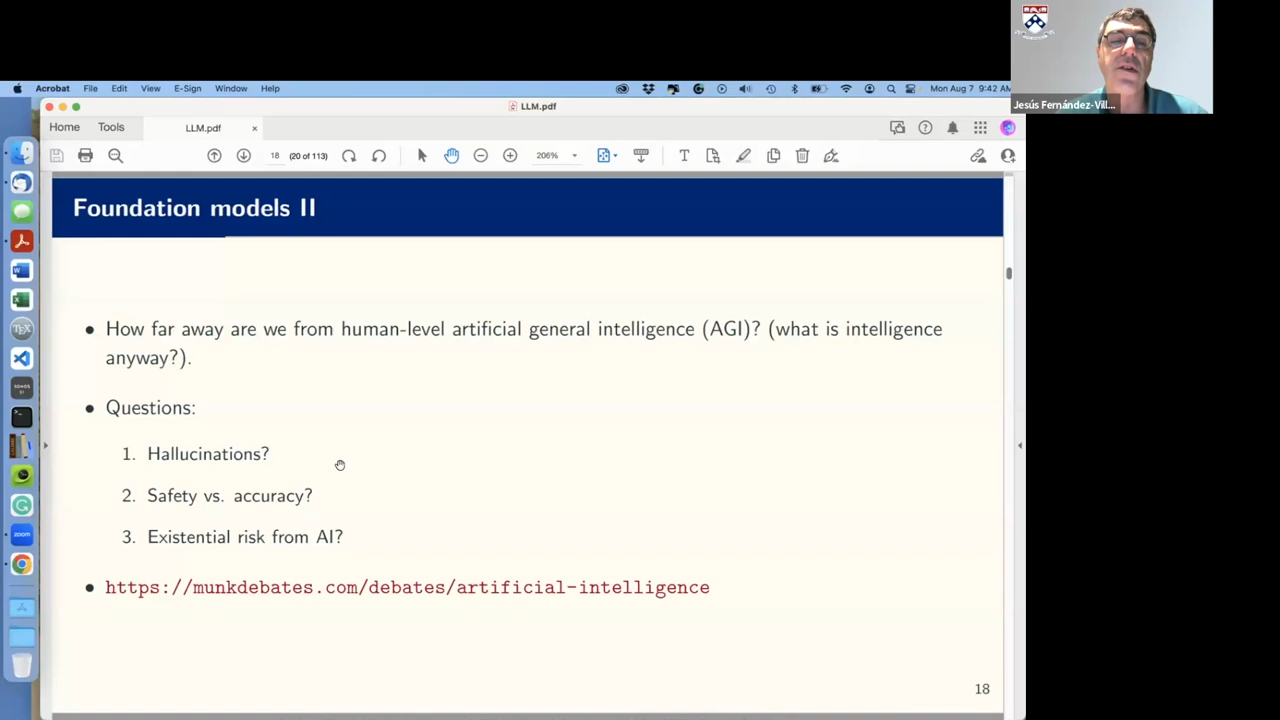 Acrobat File Edit View E-Sign Window Help Mon Aug 7 9:42 AM
Jesús Fernández-Vill...
LLM.pdf
Home Tools LLM.pdf ×
18 (20 of 113) 206%
Foundation models II
• How far away are we from human-level artificial general intelligence (AGI)? (what is intelligence
anyway?).
• Questions:
1. Hallucinations?
2. Safety vs. accuracy?
3. Existential risk from AI?
• https://munkdebates.com/debates/artificial-intelligence
18
zoom